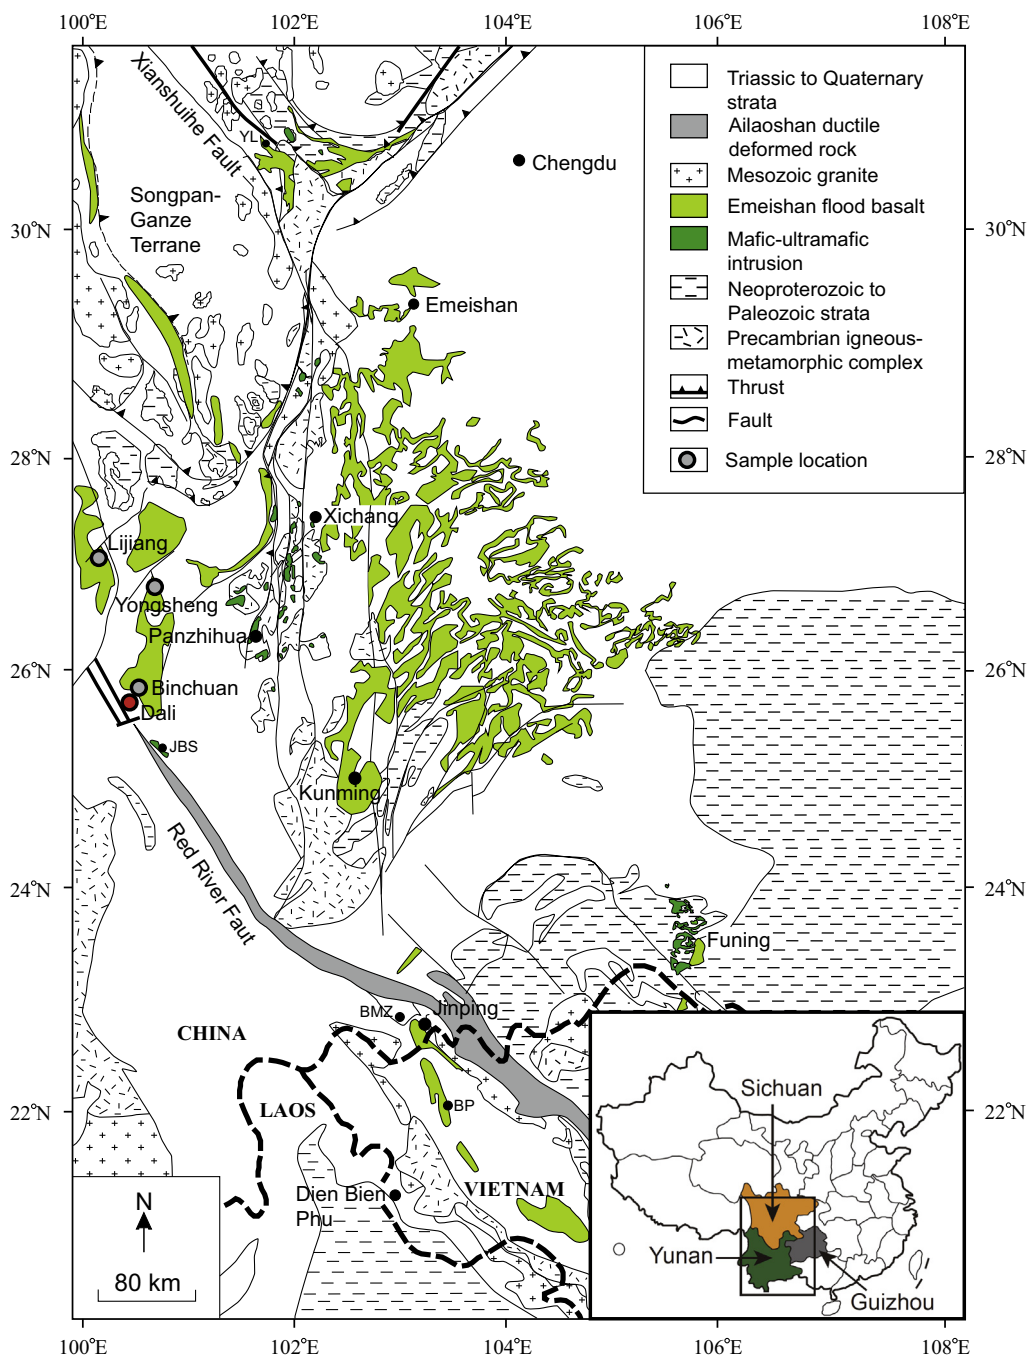 100°E
102°E
104°E
106°E
108°E
Xianshuihe Fault
YL
Chengdu
Songpan-
Ganze
Terrane
30°N
30°N
Emeishan
Triassic to Quaternary
strata
Ailaoshan ductile
deformed rock
Mesozoic granite
Emeishan flood basalt
Mafic-ultramafic
intrusion
Neoproterozoic to
Paleozoic strata
Precambrian igneous-
metamorphic complex
Thrust
Fault
Sample location
28°N
28°N
Xichang
Lijiang
Yongsheng
Panzhihua
26°N
26°N
Binchuan
Dali
JBS
Kunming
Red River Faut
24°N
24°N
Funing
BMZ
Jinping
CHINA
LAOS
BP
22°N
22°N
VIETNAM
Dien Bien
Phu
N
80 km
Sichuan
Yunan
Guizhou
100°E
102°E
104°E
106°E
108°E